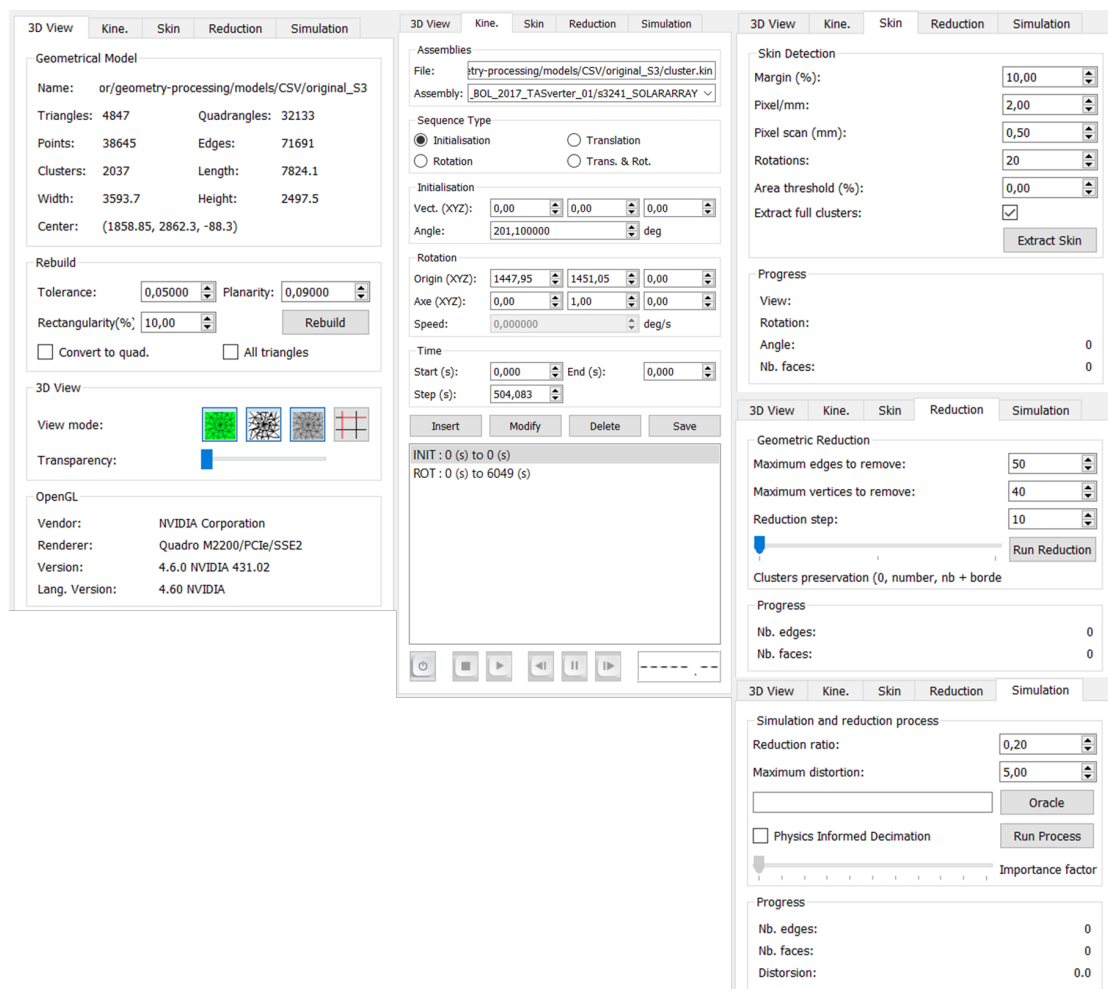 3D View Kine. Skin Reduction Simulation
Geometrical Model
Name: or/geometry-processing/models/CSV/original_S3
Triangles: 4847 Quadrangles: 32133
Points: 38645 Edges: 71691
Clusters: 2037 Length: 7824.1
Width: 3593.7 Height: 2497.5
Center: (1858.85, 2862.3, -88.3)
Rebuild
Tolerance: 0,05000 Planarity: 0,09000
Rectangularity(%) 10,00 Rebuild
Convert to quad. All triangles
3D View
View mode:
Transparency:
OpenGL
Vendor: NVIDIA Corporation
Renderer: Quadro M2200/PCIe/SSE2
Version: 4.6.0 NVIDIA 431.02
Lang. Version: 4.60 NVIDIA
3D View Kine. Skin Reduction Simulation
Assemblies
File: etry-processing/models/CSV/original_S3/cluster.kin
Assembly: _BOL_2017_TASverter_01/s3241_SOLARARRAY
Sequence Type
Initialisation Translation
Rotation Trans. & Rot.
Initialisation
Vect. (XYZ): 0,00 0,00 0,00
Angle: 201,100000 deg
Rotation
Origin (XYZ): 1447,95 1451,05 0,00
Axe (XYZ): 0,00 1,00 0,00
Speed: 0,000000 deg/s
Time
Start (s): 0,000 End (s): 0,000
Step (s): 504,083
Insert Modify Delete Save
INIT : 0 (s) to 0 (s)
ROT : 0 (s) to 6049 (s)
-----.--
3D View Kine. Skin Reduction Simulation
Skin Detection
Margin (%): 10,00
Pixel/mm: 2,00
Pixel scan (mm): 0,50
Rotations: 20
Area threshold (%): 0,00
Extract full clusters:
Extract Skin
Progress
View:
Rotation:
Angle: 0
Nb. faces: 0
3D View Kine. Skin Reduction Simulation
Geometric Reduction
Maximum edges to remove: 50
Maximum vertices to remove: 40
Reduction step: 10
Run Reduction
Clusters preservation (0, number, nb + borde
Progress
Nb. edges: 0
Nb. faces: 0
3D View Kine. Skin Reduction Simulation
Simulation and reduction process
Reduction ratio: 0,20
Maximum distortion: 5,00
Oracle
Physics Informed Decimation Run Process
Importance factor
Progress
Nb. edges: 0
Nb. faces: 0
Distorsion: 0.0